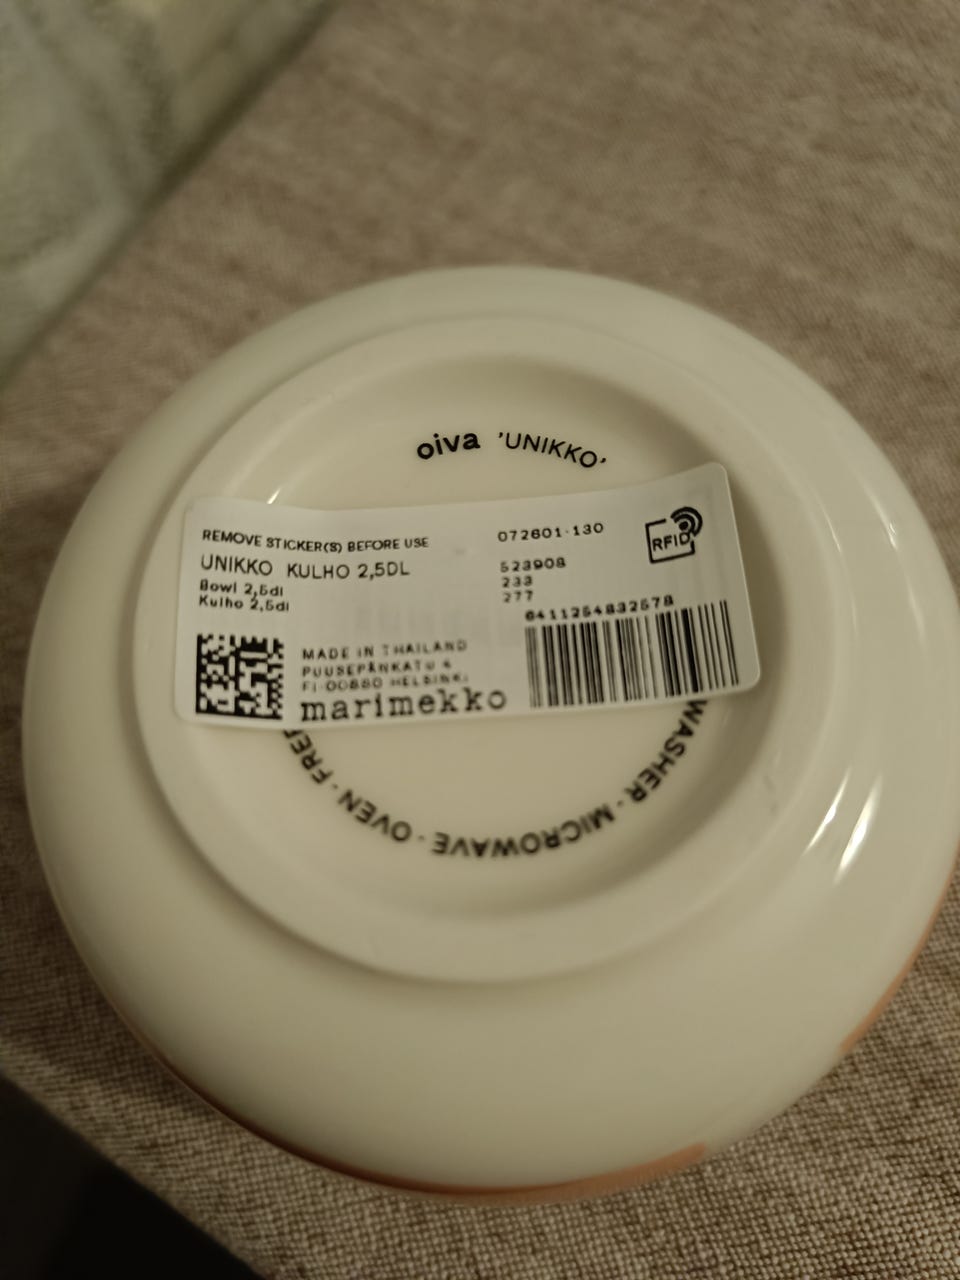 oiva 'UNIKKO'
REMOVE STICKER(S) BEFORE USE
UNIKKO KULHO 2,5DL
Bowl 2,5dl
Kulho 2,5dl
072601-130
523908
233
277
RFID
6411254832578
MADE IN THAILAND
PUUSEPÄNKATU 4
FI-00880 HELSINKI
marimekko
WASHER · MICROWAVE · OVEN ·